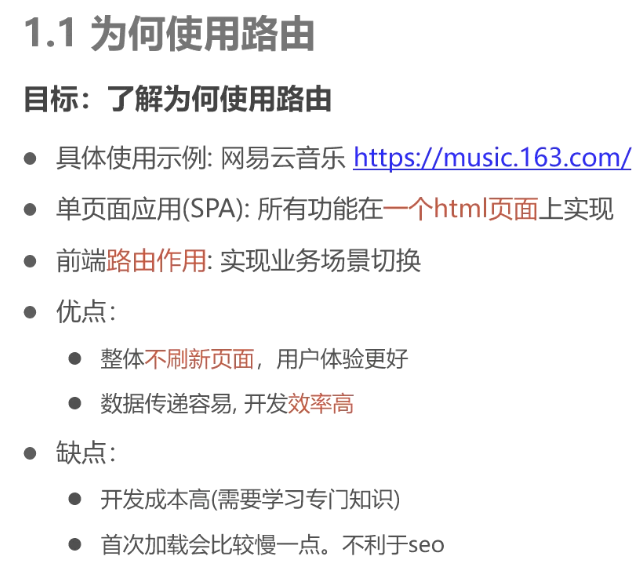 1.1 为何使用路由
目标：了解为何使用路由
具体使用示例: 网易云音乐 https://music.163.com/
单页面应用(SPA): 所有功能在一个html页面上实现
前端路由作用: 实现业务场景切换
优点：
整体不刷新页面，用户体验更好
数据传递容易, 开发效率高
缺点：
开发成本高(需要学习专门知识)
首次加载会比较慢一点。不利于seo